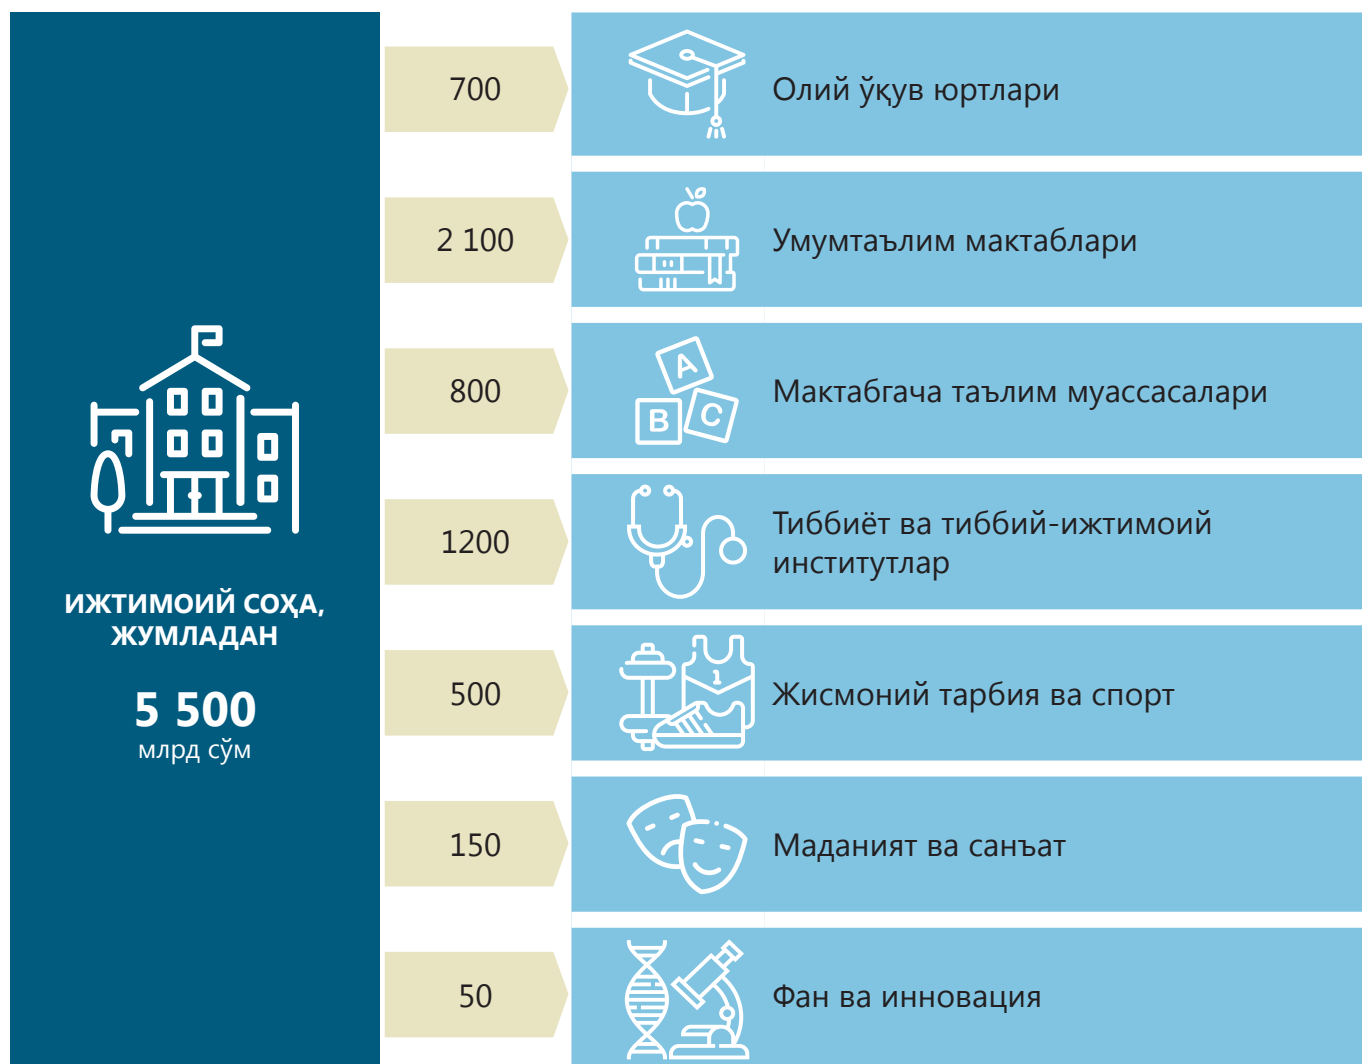 ИЖТИМОИЙ СОҲА,
ЖУМЛАДАН
5 500
млрд сўм
700
Олий ўқув юртлари
2 100
Умумтаълим мактаблари
800
A
B
C
Мактабгача таълим муассасалари
1200
Тиббиёт ва тиббий-ижтимоий
институтлар
500
1
Жисмоний тарбия ва спорт
150
Маданият ва санъат
50
Фан ва инновация